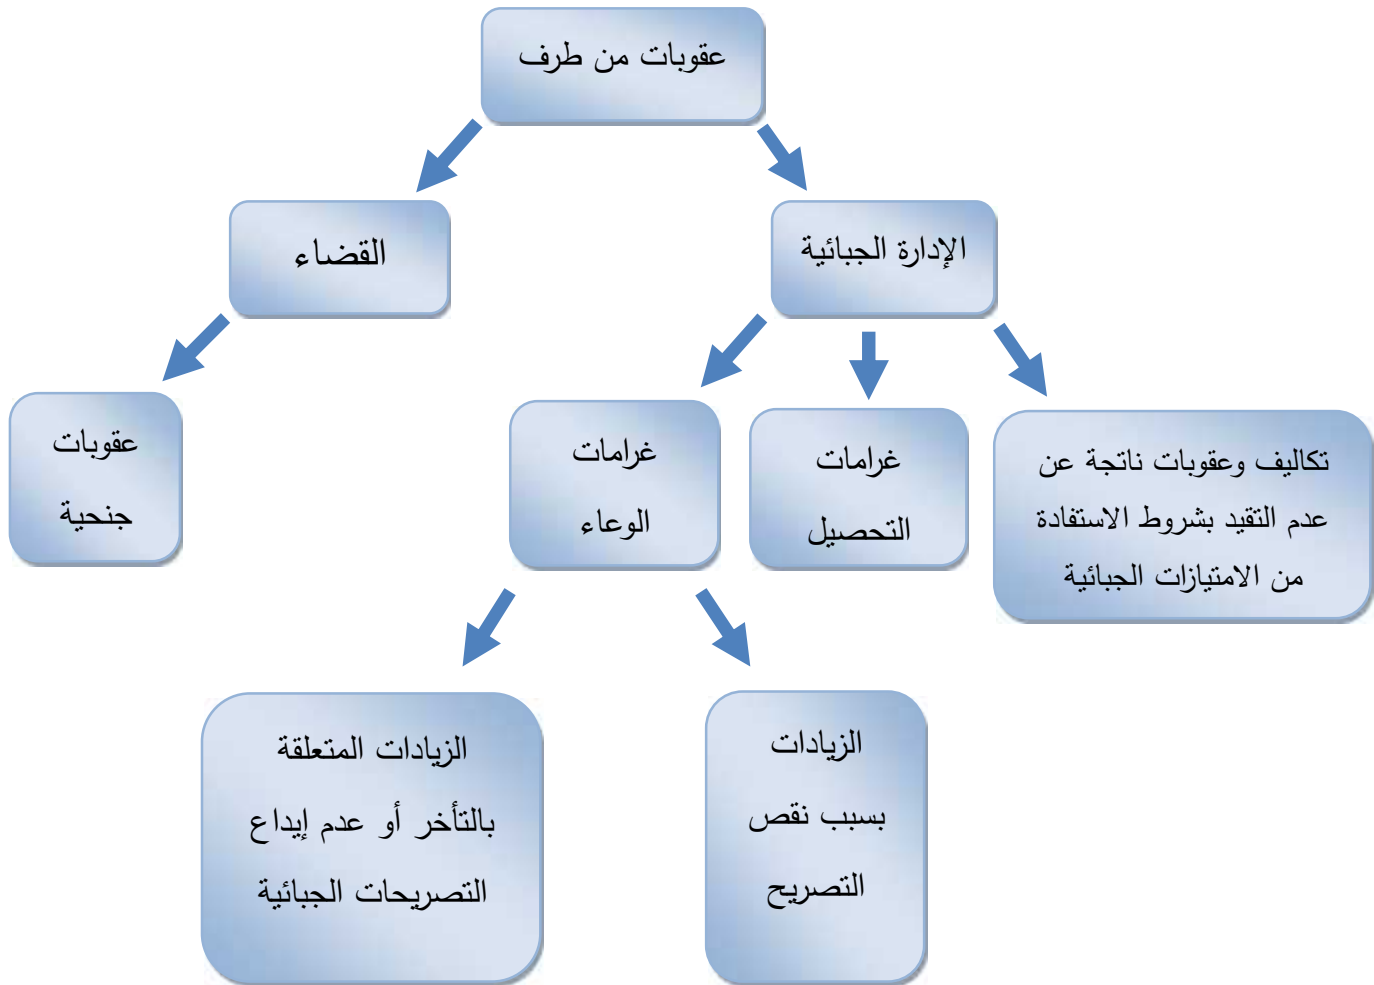 عقوبات من طرف
الإدارة الجبائية
القضاء
تكاليف وعقوبات ناتجة عن
عدم التقيد بشروط الاستفادة
من الامتيازات الجبائية
غرامات
التحصيل
غرامات
الوعاء
عقوبات
جنحية
الزيادات
بسبب نقص
التصريح
الزيادات المتعلقة
بالتأخر أو عدم إيداع
التصريحات الجبائية